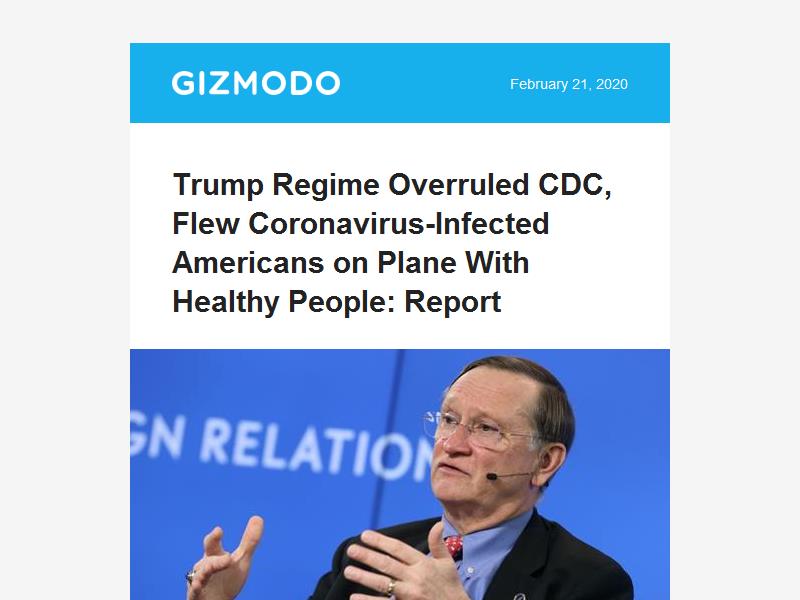 GIZMODO
February 21, 2020
Trump Regime Overruled CDC,
Flew Coronavirus-Infected
Americans on Plane With
Healthy People: Report
GN RELATION